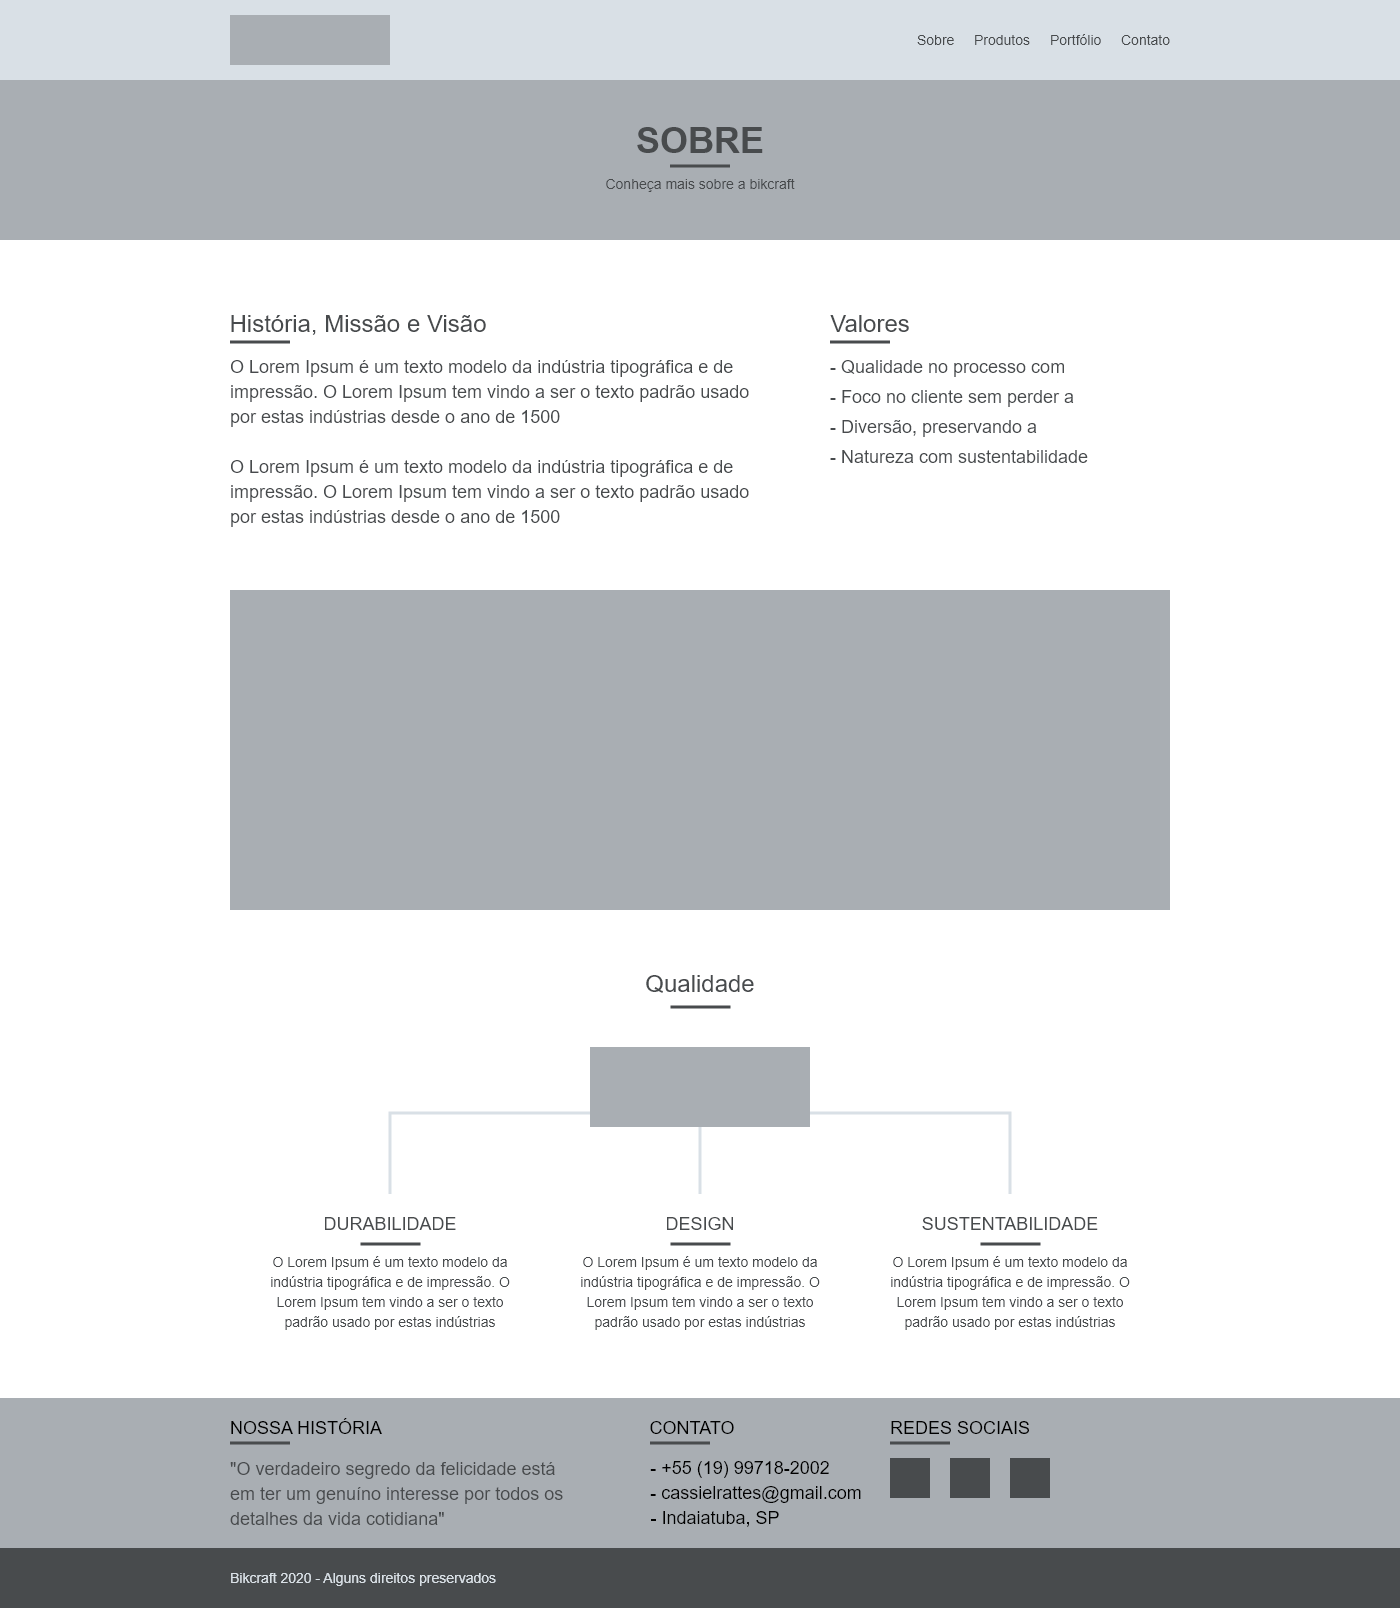 Sobre Produtos Portfólio Contato
SOBRE
Conheça mais sobre a bikcraft
História, Missão e Visão
O Lorem Ipsum é um texto modelo da indústria tipográfica e de
impressão. O Lorem Ipsum tem vindo a ser o texto padrão usado
por estas indústrias desde o ano de 1500
O Lorem Ipsum é um texto modelo da indústria tipográfica e de
impressão. O Lorem Ipsum tem vindo a ser o texto padrão usado
por estas indústrias desde o ano de 1500
Valores
- Qualidade no processo com
- Foco no cliente sem perder a
- Diversão, preservando a
- Natureza com sustentabilidade
Qualidade
DURABILIDADE
O Lorem Ipsum é um texto modelo da
indústria tipográfica e de impressão. O
Lorem Ipsum tem vindo a ser o texto
padrão usado por estas indústrias
DESIGN
O Lorem Ipsum é um texto modelo da
indústria tipográfica e de impressão. O
Lorem Ipsum tem vindo a ser o texto
padrão usado por estas indústrias
SUSTENTABILIDADE
O Lorem Ipsum é um texto modelo da
indústria tipográfica e de impressão. O
Lorem Ipsum tem vindo a ser o texto
padrão usado por estas indústrias
NOSSA HISTÓRIA
"O verdadeiro segredo da felicidade está
em ter um genuíno interesse por todos os
detalhes da vida cotidiana"
CONTATO
- +55 (19) 99718-2002
- cassielrattes@gmail.com
- Indaiatuba, SP
REDES SOCIAIS
Bikcraft 2020 - Alguns direitos preservados